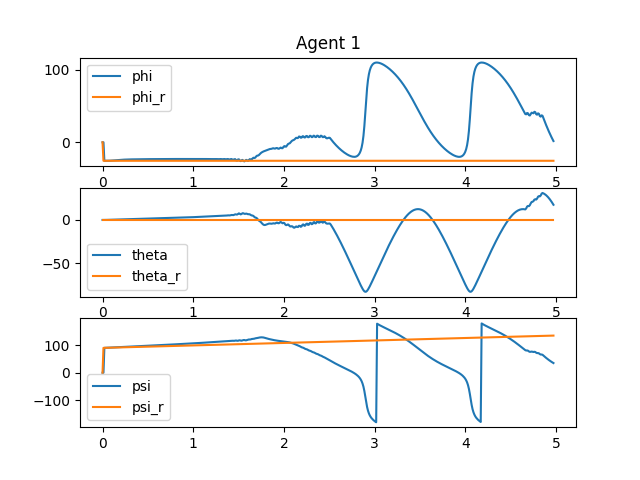 Agent 1
100
0
phi
phi_r
0 1 2 3 4 5
0
−50
theta
theta_r
0 1 2 3 4 5
100
0
−100
psi
psi_r
0 1 2 3 4 5